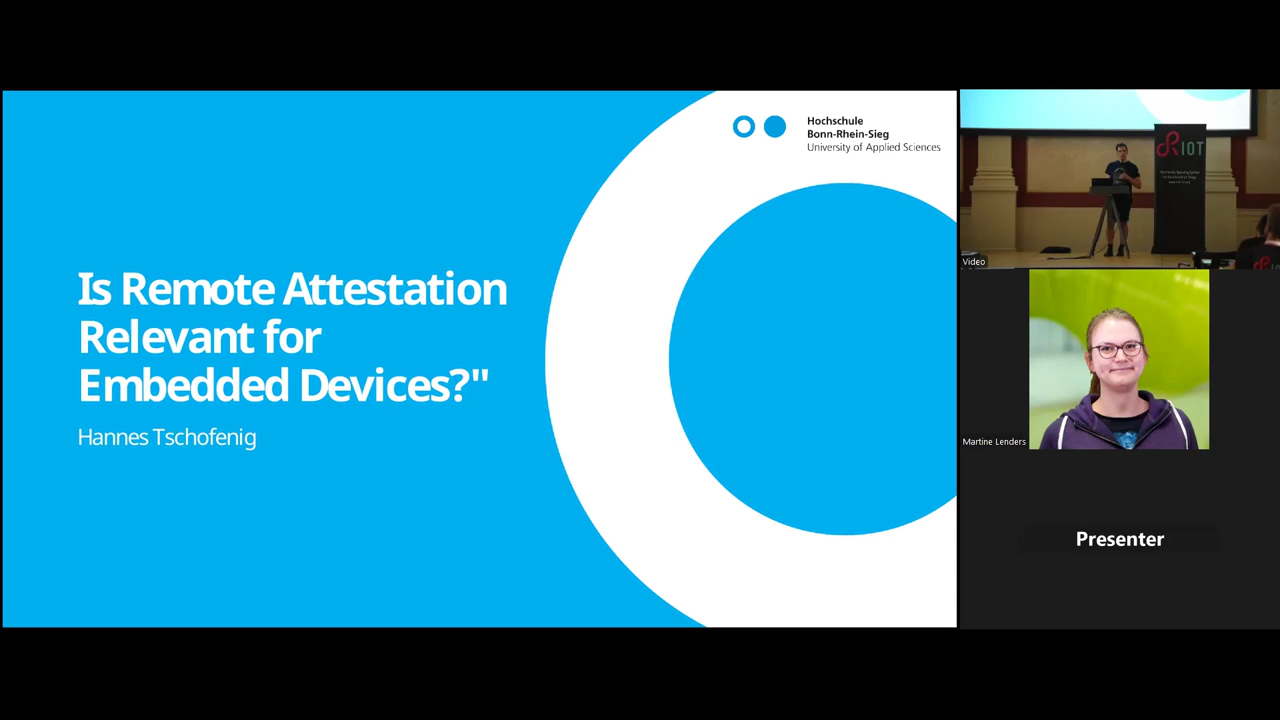 Hochschule
Bonn-Rhein-Sieg
University of Applied Sciences
Is Remote Attestation
Relevant for
Embedded Devices?"
Hannes Tschofenig
RIOT
Video
Martine Lenders
Presenter